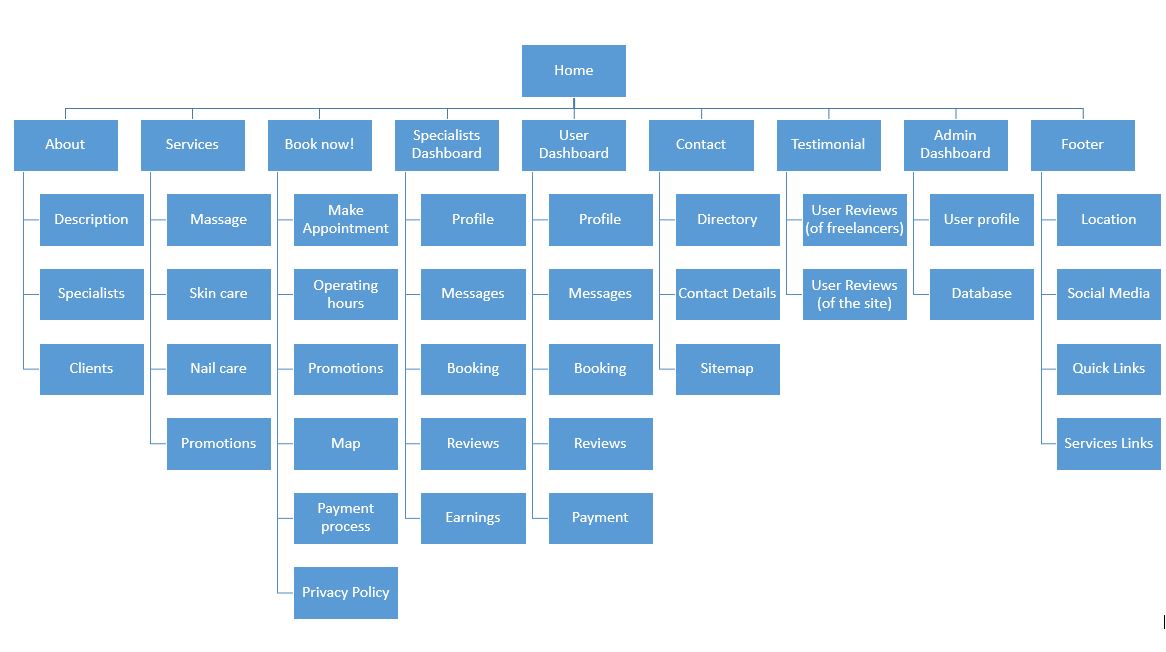 Home
About
Services
Book now!
Specialists
Dashboard
User
Dashboard
Contact
Testimonial
Admin
Dashboard
Footer
Description
Specialists
Clients
Massage
Skin care
Nail care
Promotions
Make
Appointment
Operating
hours
Promotions
Map
Payment
process
Privacy Policy
Profile
Messages
Booking
Reviews
Earnings
Profile
Messages
Booking
Reviews
Payment
Directory
Contact Details
Sitemap
User Reviews
(of freelancers)
User Reviews
(of the site)
User profile
Database
Location
Social Media
Quick Links
Services Links